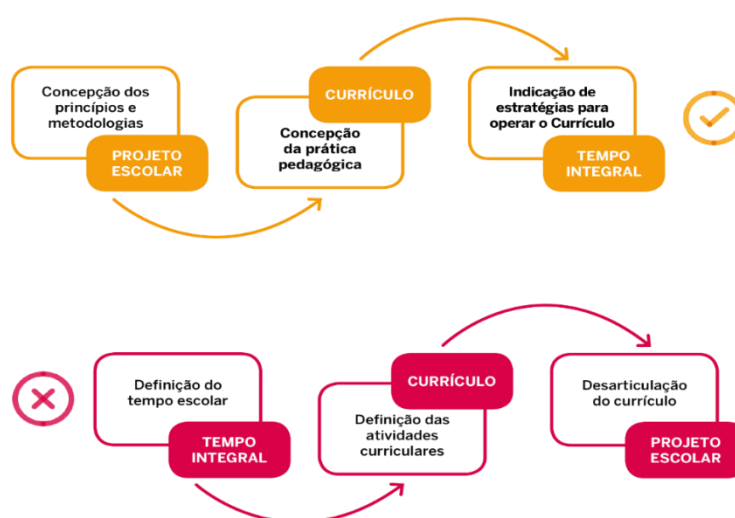 Concepção dos
princípios e
metodologias
PROJETO
ESCOLAR
CURRÍCULO
Concepção
da prática
pedagógica
Indicação de
estratégias para
operar o Currículo
TEMPO
INTEGRAL
Definição do
tempo escolar
TEMPO
INTEGRAL
CURRÍCULO
Definição das
atividades
curriculares
Desarticulação
do currículo
PROJETO
ESCOLAR